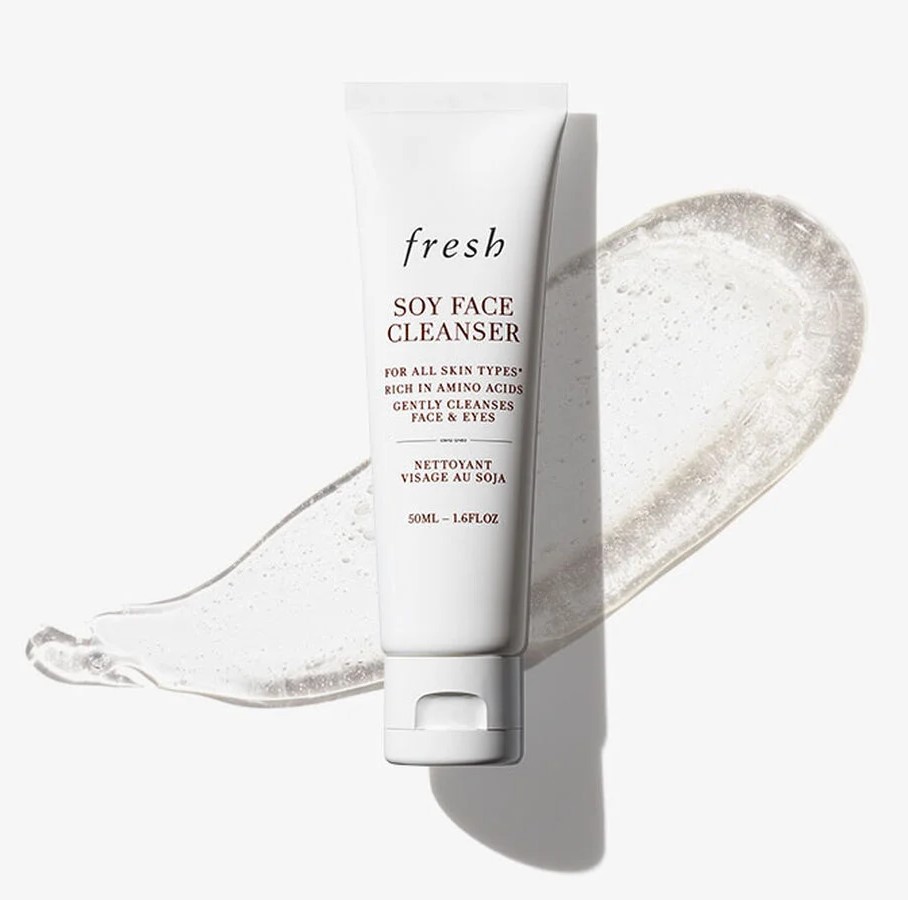 fresh
SOY FACE
CLEANSER
FOR ALL SKIN TYPES*
RICH IN AMINO ACIDS
GENTLY CLEANSES
FACE & EYES
NETTOYANT
VISAGE AU SOJA
50ML – 1.6FLOZ